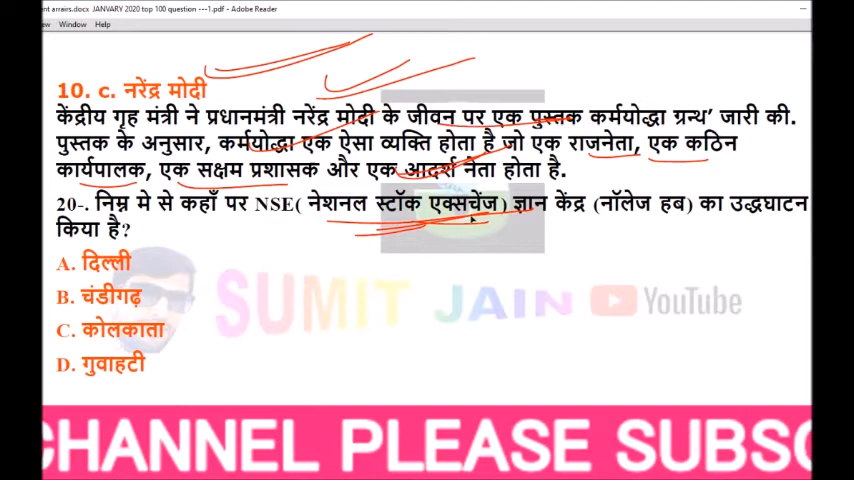 ent arrairs.docx JANVARY 2020 top 100 question ---1.pdf - Adobe Reader
ew Window Help
10. c. नरेंद्र मोदी
केंद्रीय गृह मंत्री ने प्रधानमंत्री नरेंद्र मोदी के जीवन पर एक पुस्तक कर्मयोद्धा ग्रन्थ’ जारी की.
पुस्तक के अनुसार, कर्मयोद्धा एक ऐसा व्यक्ति होता है जो एक राजनेता, एक कठिन
कार्यपालक, एक सक्षम प्रशासक और एक आदर्श नेता होता है.
20-. निम्न मे से कहाँ पर NSE( नेशनल स्टॉक एक्सचेंज) ज्ञान केंद्र (नॉलेज हब) का उद्धघाटन
किया है?
A. दिल्ली
B. चंडीगढ़
C. कोलकाता
D. गुवाहटी
SUMIT JAIN YouTube
CHANNEL PLEASE SUBSC